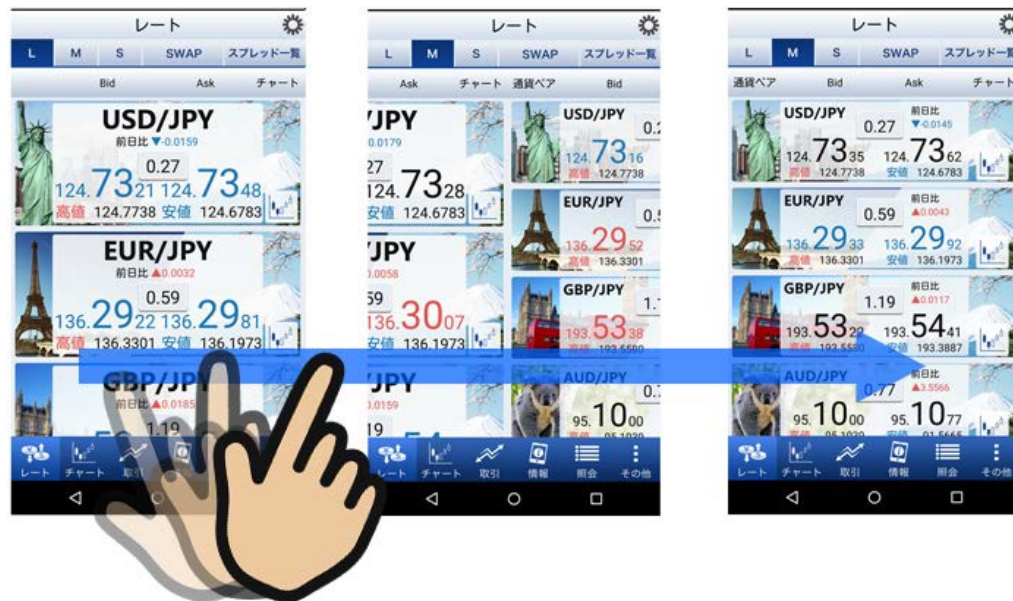 レート
L M S SWAP スプレッド一覧
Bid Ask チャート
USD/JPY
前日比 ▼-0.0159
0.27
124.7321 124.7348
高値 124.7738 安値 124.6783
EUR/JPY
前日比 ▲0.0032
0.59
136.2922 136.2981
高値 136.3301 安値 136.1973
GBP/JPY
前日比 ▲0.0185
1.19
レート チャート 取引
レート
L M S SWAP スプレッド一覧
Ask チャート 通貨ペア Bid
/JPY
0.0179
27
124.7328
安値 124.6783
/JPY
0.0058
59
136.3007
安値 136.1973
/JPY
0.0159
19
USD/JPY
124.7316
高値 124.7738
EUR/JPY
136.2952
高値 136.3301
GBP/JPY
193.5338
高値 193.5580
AUD/JPY
95.1000
レート チャート 取引 情報 照会 その他
レート
L M S SWAP スプレッド一覧
通貨ペア Bid Ask チャート
USD/JPY 0.27 前日比
▼-0.0145
124.7335 124.7362
高値 124.7738 安値 124.6783
EUR/JPY 0.59 前日比
▲0.0043
136.2933 136.2992
高値 136.3301 安値 136.1973
GBP/JPY 1.19 前日比
▲0.0117
193.5322 193.5441
高値 193.5580 安値 193.3887
AUD/JPY 0.77 前日比
▲3.5566
95.1000 95.1077
レート チャート 取引 情報 照会 その他